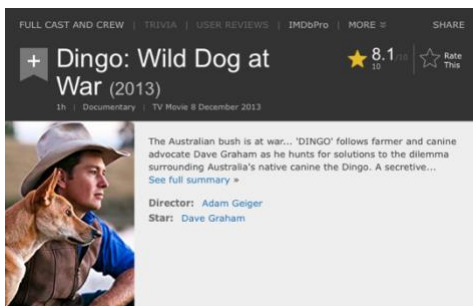 FULL CAST AND CREW | TRIVIA | USER REVIEWS | IMDbPro | MORE SHARE
+ Dingo: Wild Dog at War (2013)
8.1/10
10
Rate This
1h | Documentary | TV Movie 8 December 2013
The Australian bush is at war... 'DINGO' follows farmer and canine
advocate Dave Graham as he hunts for solutions to the dilemma
surrounding Australia's native canine the Dingo. A secretive...
See full summary »
Director: Adam Geiger
Star: Dave Graham